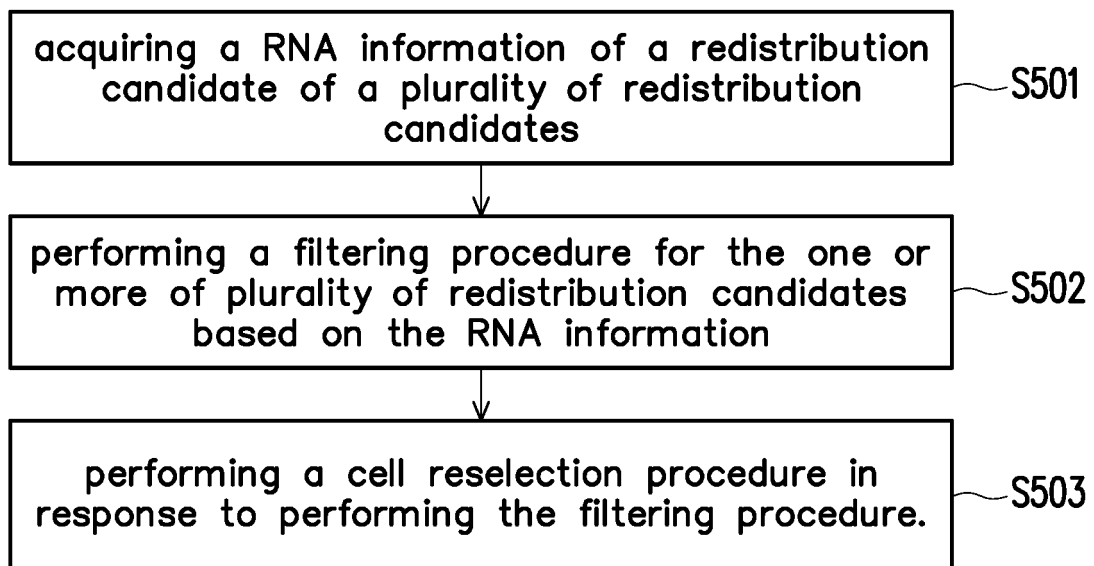 acquiring a RNA information of a redistribution
candidate of a plurality of redistribution
candidates
S501
performing a filtering procedure for the one or
more of plurality of redistribution candidates
based on the RNA information
S502
performing a cell reselection procedure in
response to performing the filtering procedure.
S503